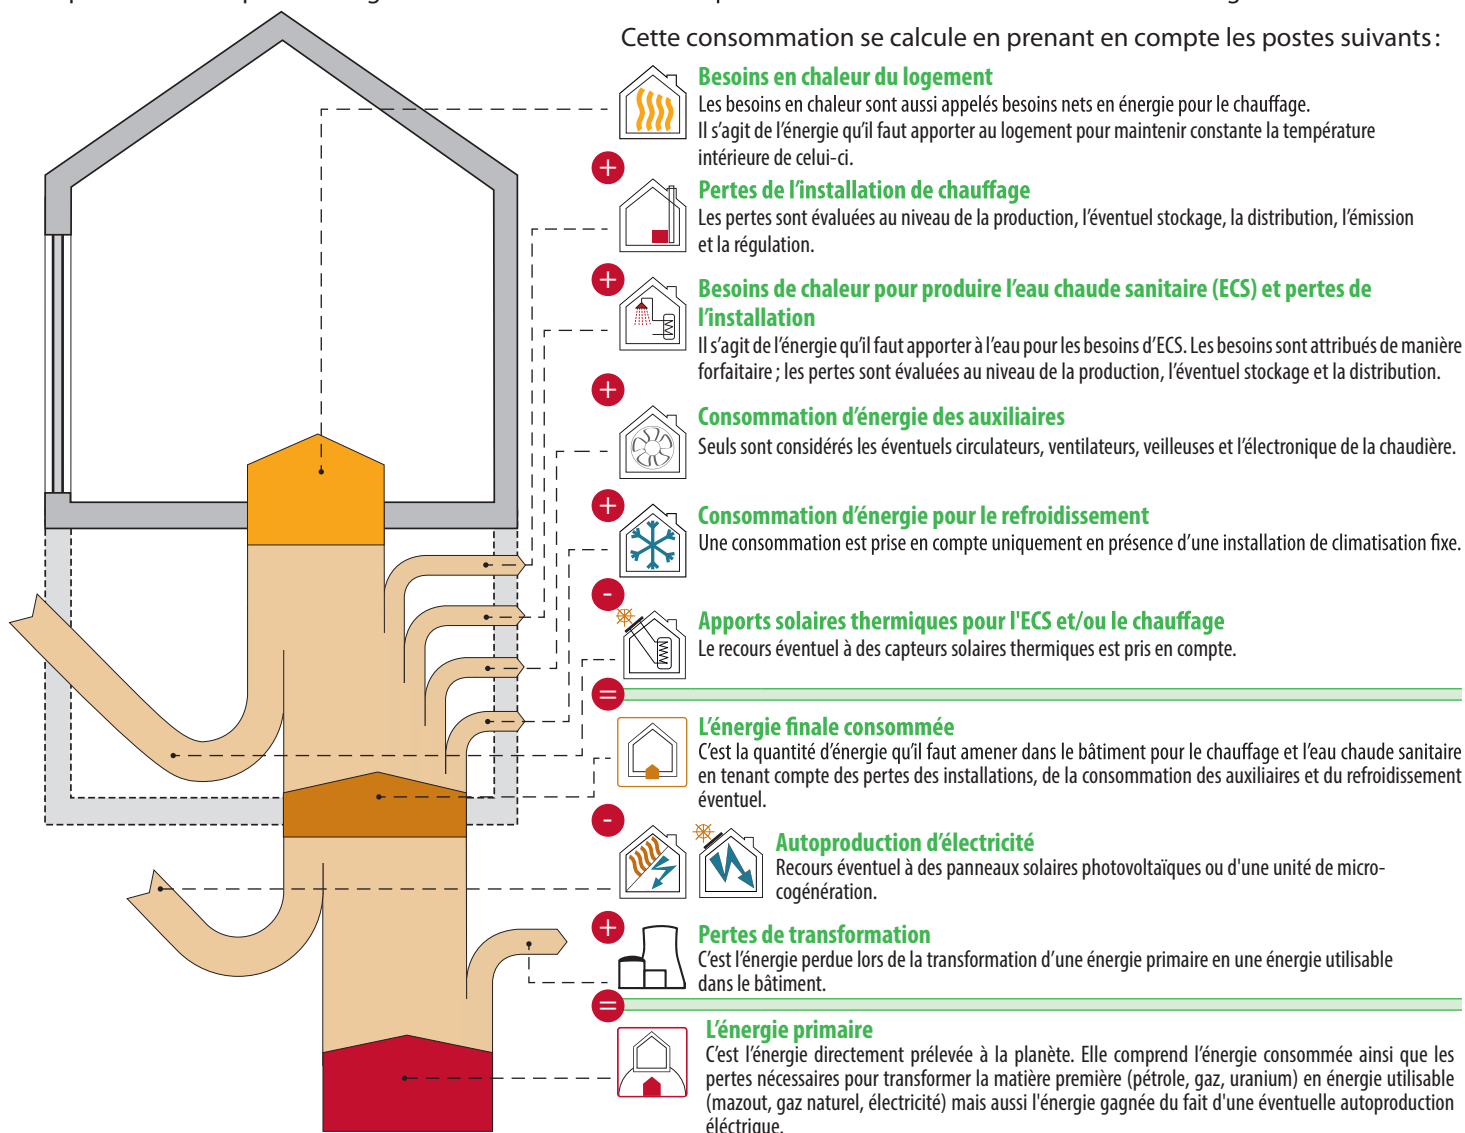 Cette consommation se calcule en prenant en compte les postes suivants :
Besoins en chaleur du logement
Les besoins en chaleur sont aussi appelés besoins nets en énergie pour le chauffage.
Il s’agit de l’énergie qu’il faut apporter au logement pour maintenir constante la température
intérieure de celui-ci.
+
Pertes de l’installation de chauffage
Les pertes sont évaluées au niveau de la production, l’éventuel stockage, la distribution, l’émission
et la régulation.
+
Besoins de chaleur pour produire l’eau chaude sanitaire (ECS) et pertes de
l’installation
Il s’agit de l’énergie qu’il faut apporter à l’eau pour les besoins d’ECS. Les besoins sont attribués de manière
forfaitaire ; les pertes sont évaluées au niveau de la production, l’éventuel stockage et la distribution.
+
Consommation d’énergie des auxiliaires
Seuls sont considérés les éventuels circulateurs, ventilateurs, veilleuses et l’électronique de la chaudière.
+
Consommation d’énergie pour le refroidissement
Une consommation est prise en compte uniquement en présence d’une installation de climatisation fixe.
-
Apports solaires thermiques pour l'ECS et/ou le chauffage
Le recours éventuel à des capteurs solaires thermiques est pris en compte.
=
L’énergie finale consommée
C’est la quantité d’énergie qu’il faut amener dans le bâtiment pour le chauffage et l’eau chaude sanitaire
en tenant compte des pertes des installations, de la consommation des auxiliaires et du refroidissement
éventuel.
-
Autoproduction d’électricité
Recours éventuel à des panneaux solaires photovoltaïques ou d'une unité de micro-
cogénération.
+
Pertes de transformation
C’est l’énergie perdue lors de la transformation d’une énergie primaire en une énergie utilisable
dans le bâtiment.
=
L’énergie primaire
C’est l’énergie directement prélevée à la planète. Elle comprend l’énergie consommée ainsi que les
pertes nécessaires pour transformer la matière première (pétrole, gaz, uranium) en énergie utilisable
(mazout, gaz naturel, électricité) mais aussi l'énergie gagnée du fait d'une éventuelle autoproduction
éléctrique.